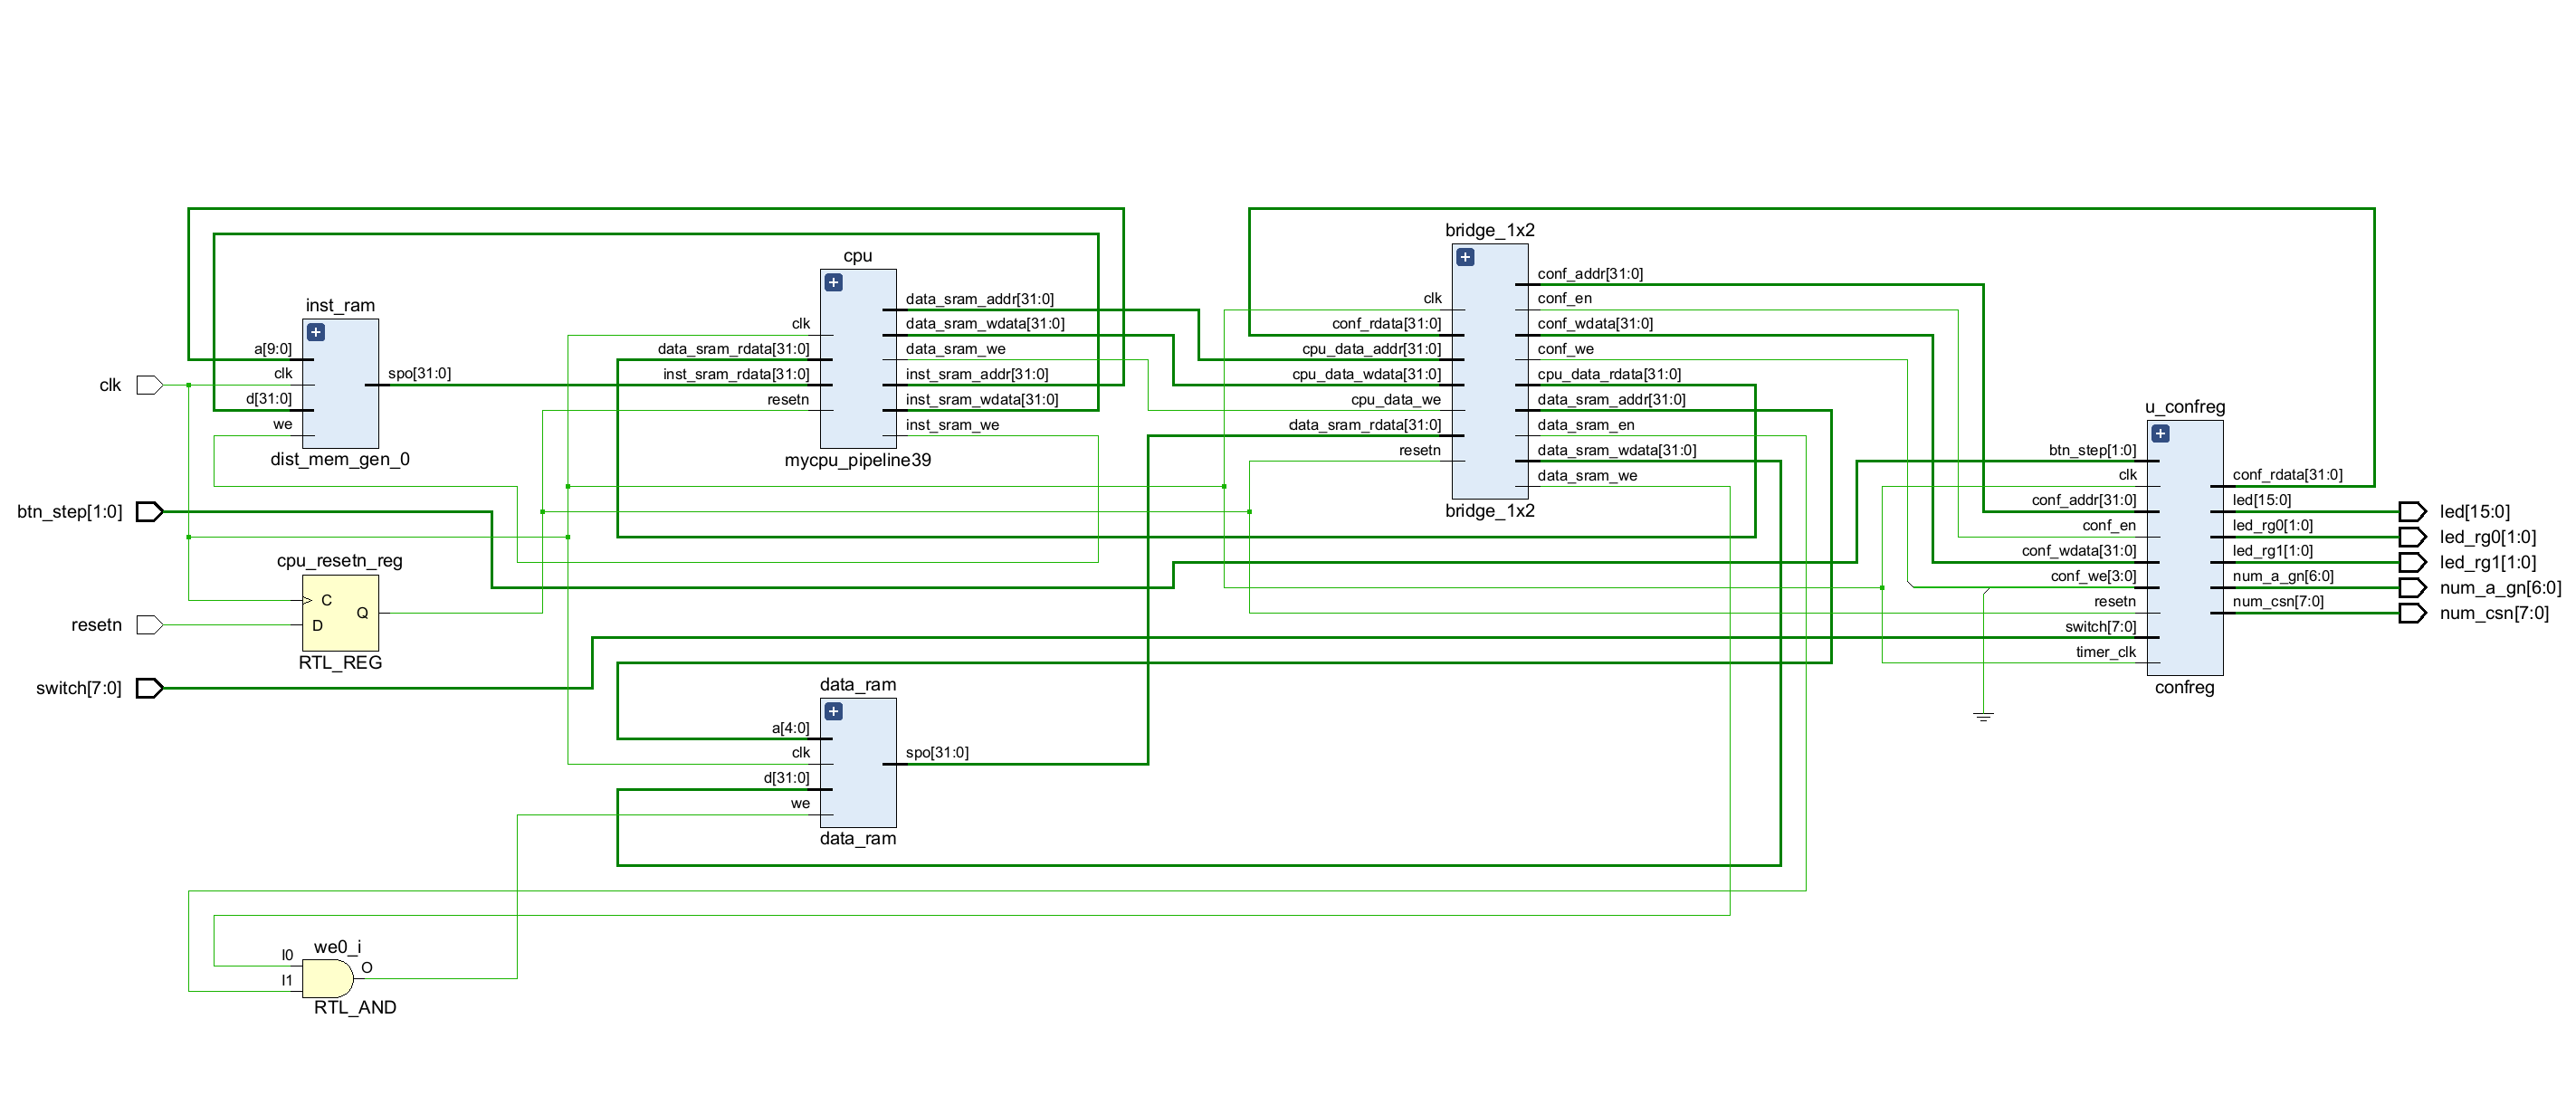 clk
btn_step[1:0]
resetn
switch[7:0]
inst_ram
a[9:0]
clk
d[31:0]
we
spo[31:0]
dist_mem_gen_0
cpu_resetn_reg
C
D
Q
RTL_REG
we0_i
I0
I1
O
RTL_AND
cpu
clk
data_sram_rdata[31:0]
inst_sram_rdata[31:0]
resetn
data_sram_addr[31:0]
data_sram_wdata[31:0]
data_sram_we
inst_sram_addr[31:0]
inst_sram_wdata[31:0]
inst_sram_we
mycpu_pipeline39
data_ram
a[4:0]
clk
d[31:0]
we
spo[31:0]
data_ram
bridge_1x2
clk
conf_rdata[31:0]
cpu_data_addr[31:0]
cpu_data_wdata[31:0]
cpu_data_we
data_sram_rdata[31:0]
resetn
conf_addr[31:0]
conf_en
conf_wdata[31:0]
conf_we
cpu_data_rdata[31:0]
data_sram_addr[31:0]
data_sram_en
data_sram_wdata[31:0]
data_sram_we
bridge_1x2
u_confreg
btn_step[1:0]
clk
conf_addr[31:0]
conf_en
conf_wdata[31:0]
conf_we[3:0]
resetn
switch[7:0]
timer_clk
conf_rdata[31:0]
led[15:0]
led_rg0[1:0]
led_rg1[1:0]
num_a_gn[6:0]
num_csn[7:0]
confreg
led[15:0]
led_rg0[1:0]
led_rg1[1:0]
num_a_gn[6:0]
num_csn[7:0]